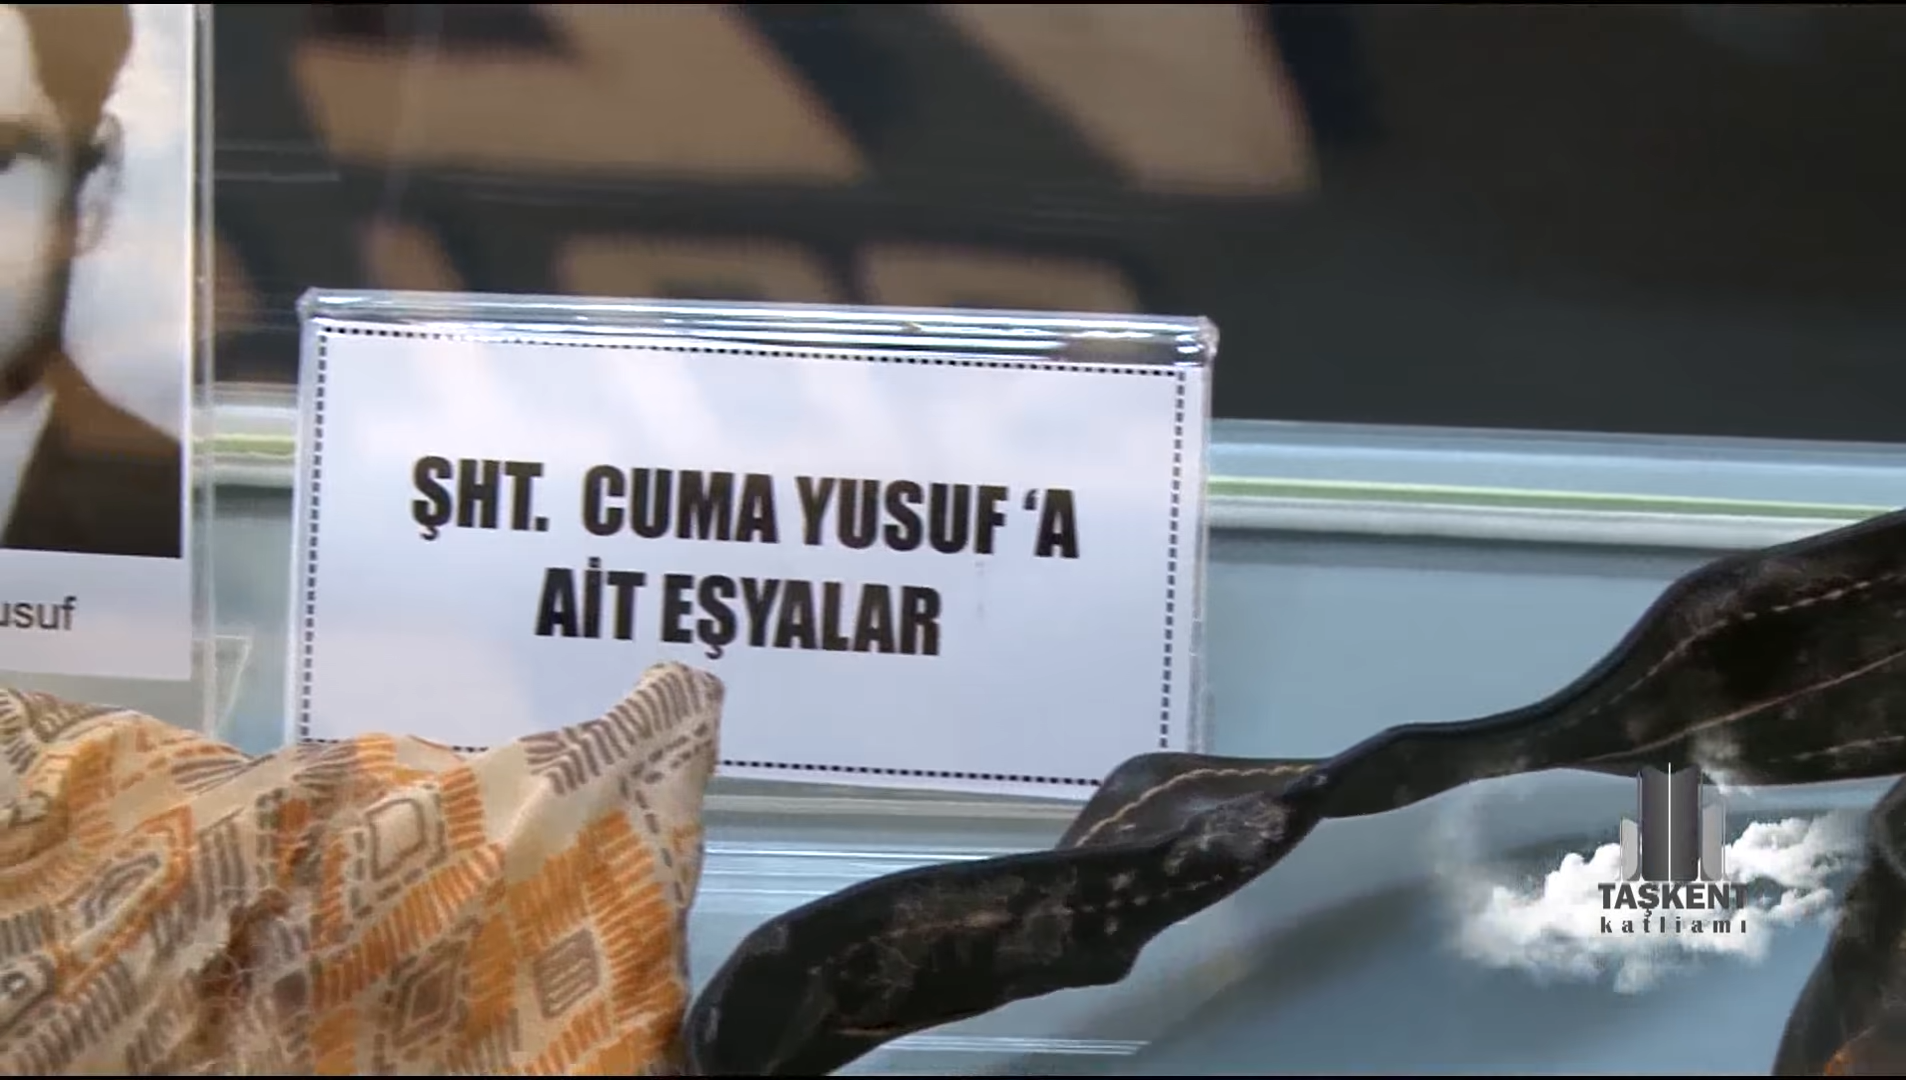 usuf
ŞHT. CUMA YUSUF ‘A
AİT EŞYALAR
TAŞKENT
katliamı